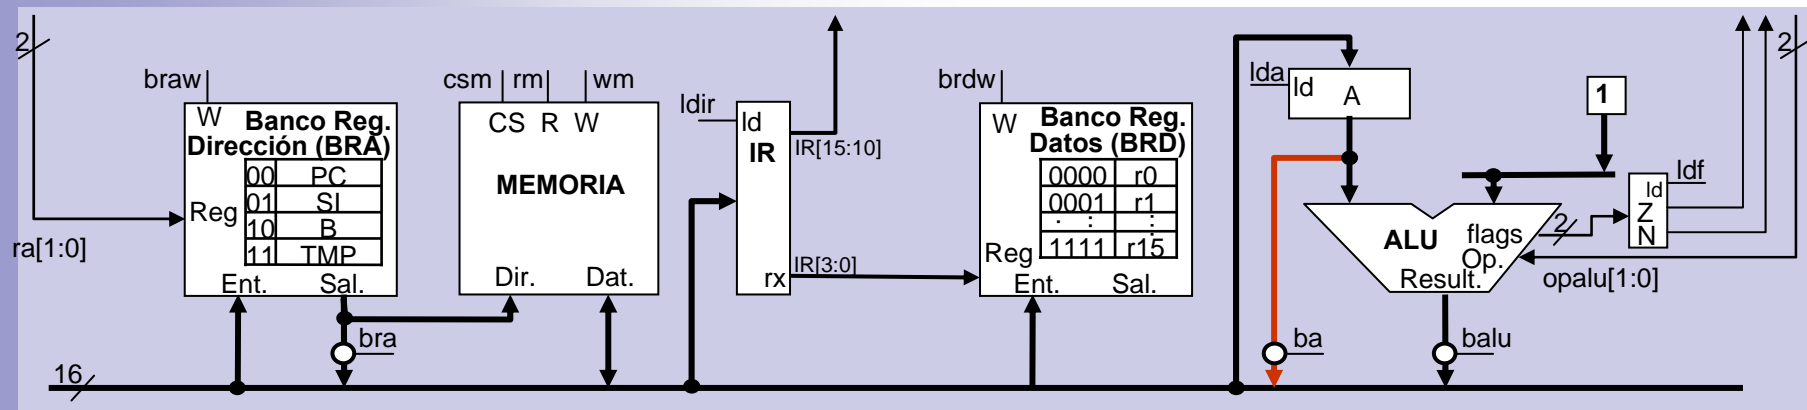 2
ra[1:0]
braw
W
Banco Reg.
Dirección (BRA)
00 PC
01 SI
10 B
11 TMP
Reg
Ent. Sal.
bra
16
csm rm wm
CS R W
MEMORIA
Dir. Dat.
ldir
ld
IR
IR[15:10]
rx
IR[3:0]
brdw
W
Banco Reg.
Datos (BRD)
0000 r0
0001 r1
: : :
1111 r15
Reg
Ent. Sal.
lda
ld
A
1
ldf
ld
Z
N
2
ALU
flags
Op.
Result.
opalu[1:0]
2
ba
balu